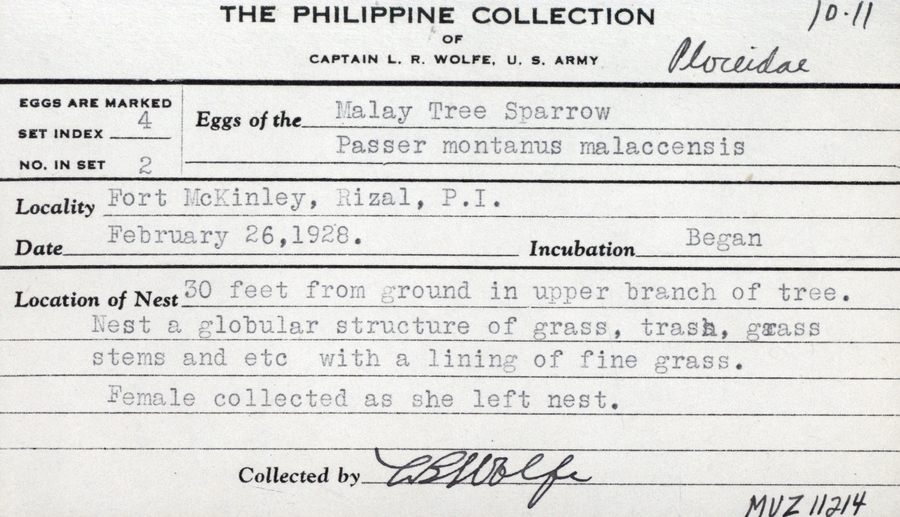 THE PHILIPPINE COLLECTION
10-11
OF
CAPTAIN L. R. WOLFE, U. S. ARMY
Ploceidae
EGGS ARE MARKED
SET INDEX 4
NO. IN SET 2
Eggs of the Malay Tree Sparrow
Passer montanus malaccensis
Locality Fort McKinley, Rizal, P.I.
Date February 26,1928. Incubation Began
Location of Nest 30 feet from ground in upper branch of tree.
Nest a globular structure of grass, trash, grass
stems and etc with a lining of fine grass.
Female collected as she left nest.
Collected by LRWolfe
MVZ 11214